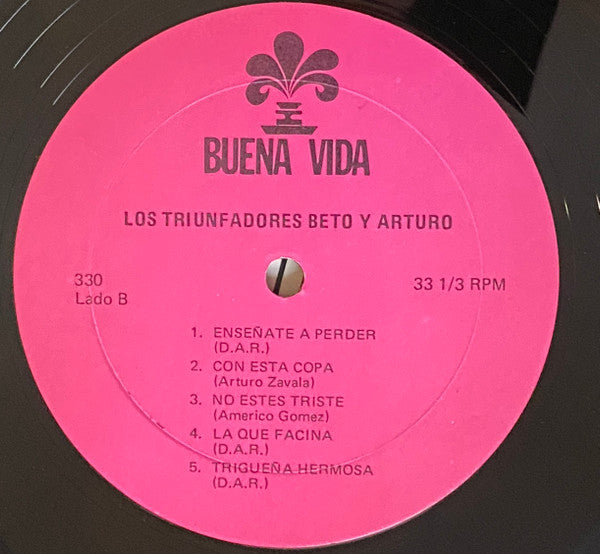 BUENA VIDA
LOS TRIUNFADORES BETO Y ARTURO
330
Lado B
33 1/3 RPM
1. ENSEÑATE A PERDER
(D.A.R.)
2. CON ESTA COPA
(Arturo Zavala)
3. NO ESTES TRISTE
(Americo Gomez)
4. LA QUE FACINA
(D.A.R.)
5. TRIGUEÑA HERMOSA
(D.A.R.)